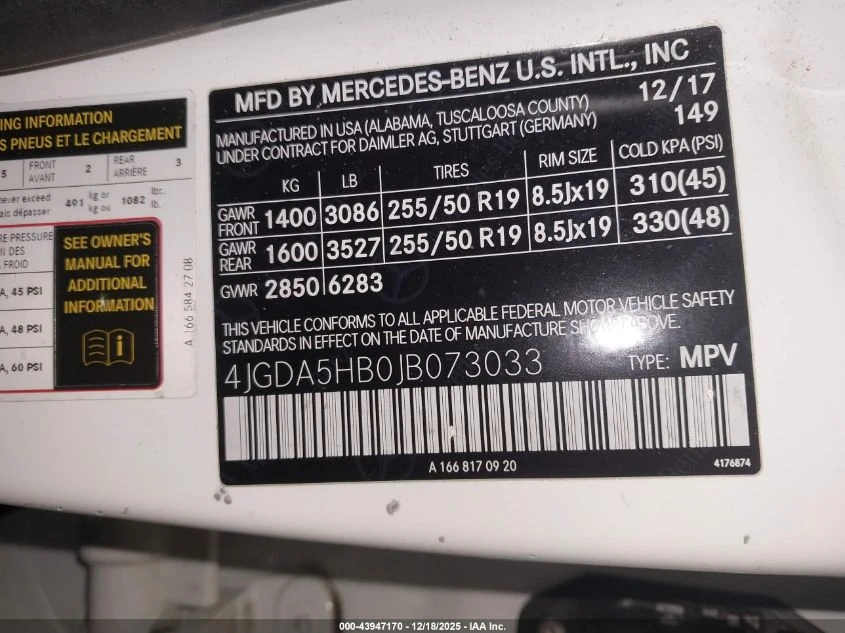 ING INFORMATION
S PNEUS ET LE CHARGEMENT
5 FRONT AVANT 2 REAR ARRIÈRE 3
never exceed 491 kg or 1082 lbs.
ais dépasser kg ou lb.
RE PRESSURE
N DES
A FROID
A, 45 PSI
A, 48 PSI
A, 60 PSI
SEE OWNER'S
MANUAL FOR
ADDITIONAL
INFORMATION
A 166 584 27 08
MFD BY MERCEDES-BENZ U.S. INTL., INC
MANUFACTURED IN USA (ALABAMA, TUSCALOOSA COUNTY) 12/17
UNDER CONTRACT FOR DAIMLER AG, STUTTGART (GERMANY) 149
KG LB TIRES RIM SIZE COLD KPA (PSI)
GAWR FRONT 1400 3086 255/50 R19 8.5Jx19 310(45)
GAWR REAR 1600 3527 255/50 R19 8.5Jx19 330(48)
GVWR 2850 6283
THIS VEHICLE CONFORMS TO ALL APPLICABLE FEDERAL MOTOR VEHICLE SAFETY
STANDARDS IN EFFECT ON THE DATE OF MANUFACTURE SHOWN ABOVE.
4JGDA5HB0JB073033 TYPE: MPV
A 166 817 09 20 4176874
000-43947170 - 12/18/2025 - IAA Inc.